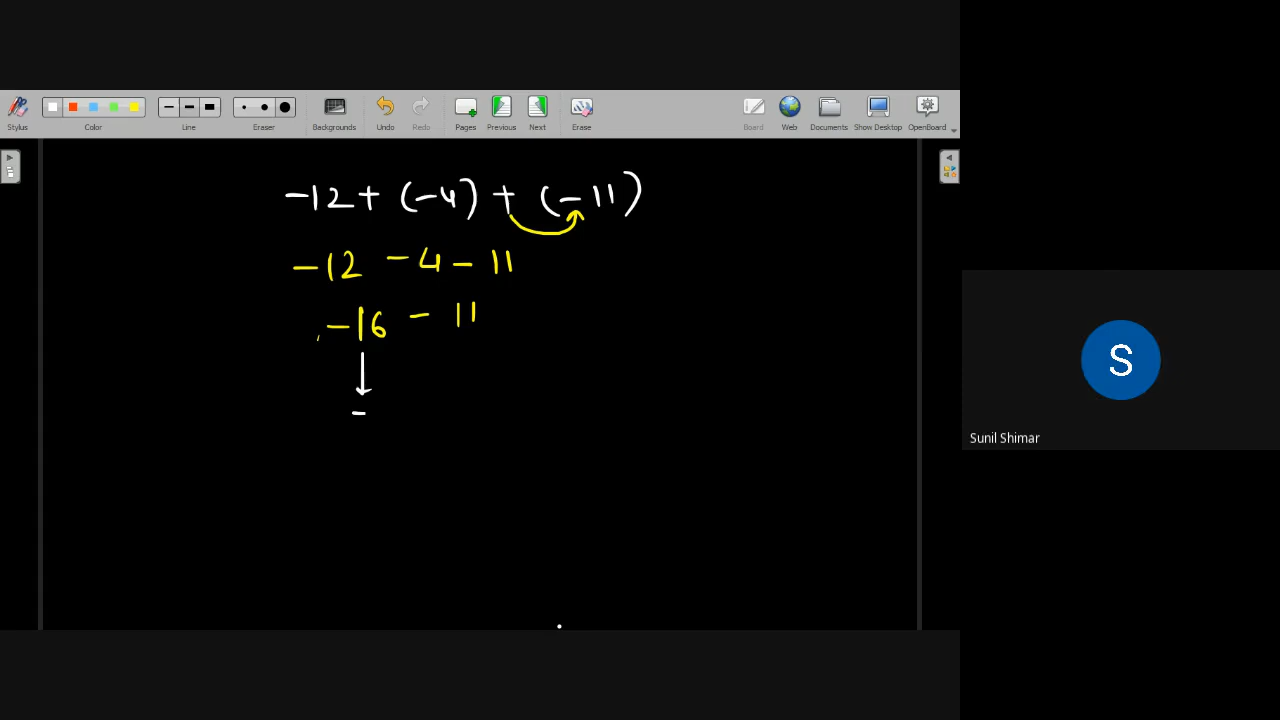 Stylus
Color
Line
Eraser
Backgrounds
Undo
Redo
Pages
Previous
Next
Erase
Board
Web
Documents
Show Desktop
OpenBoard
-12 + (-4) + (-11)
-12 -4 - 11
-16 - 11
-
S
Sunil Shimar